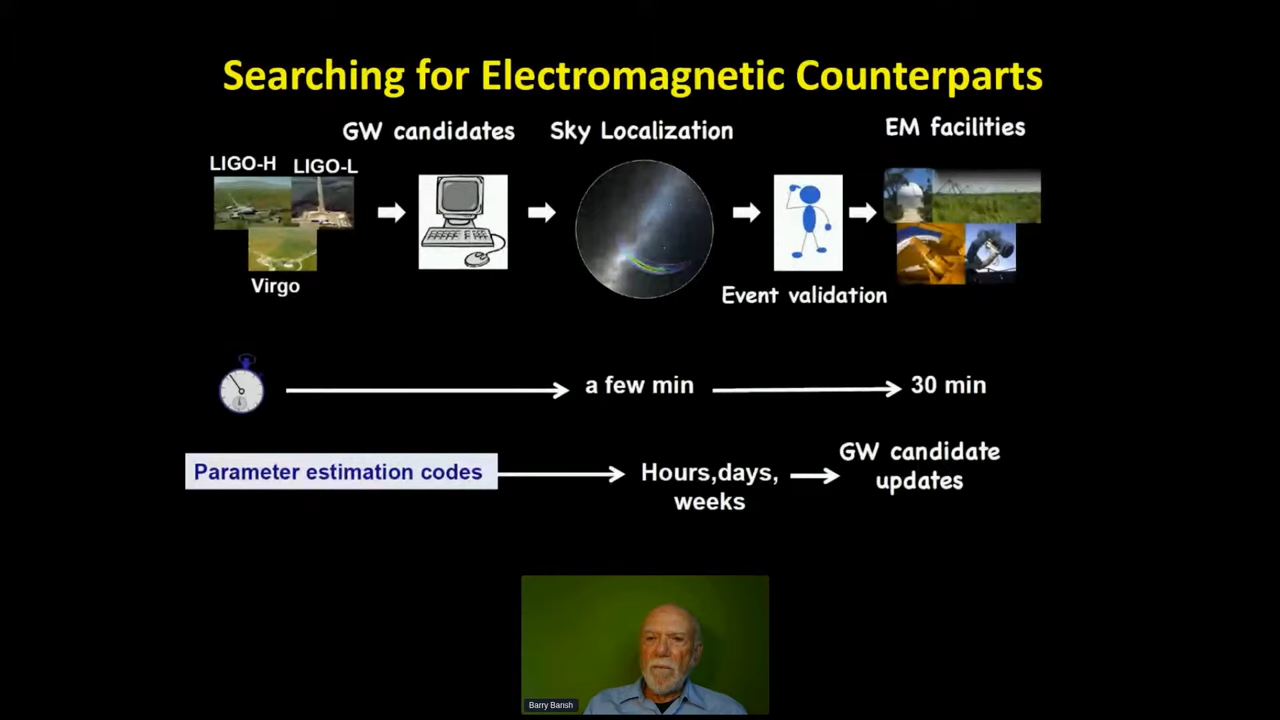 Searching for Electromagnetic Counterparts
GW candidates
Sky Localization
EM facilities
LIGO-H
LIGO-L
Virgo
Event validation
a few min
30 min
Parameter estimation codes
Hours,days,
weeks
GW candidate
updates
Barry Barish